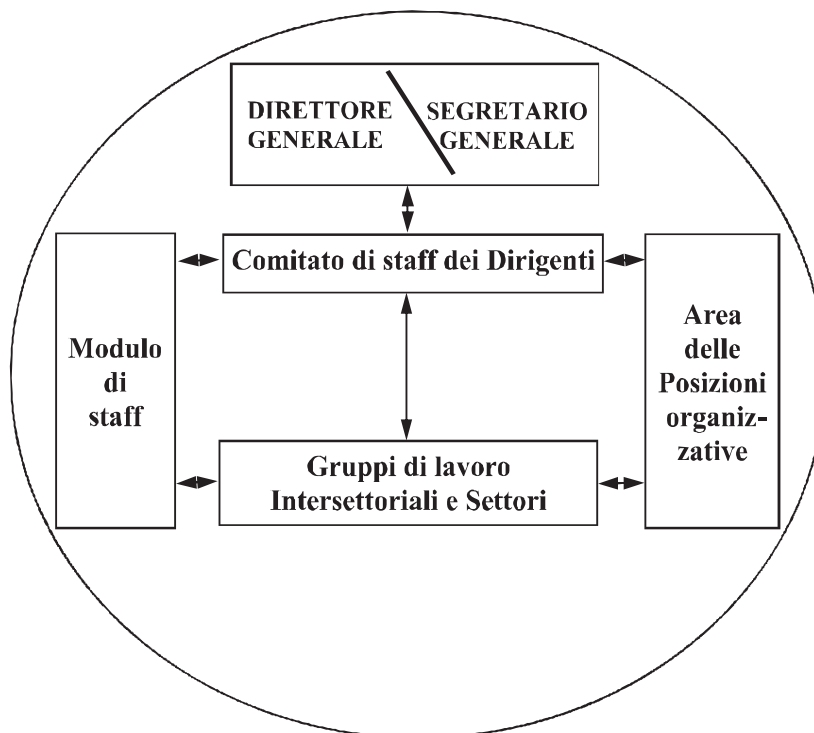 DIRETTORE
GENERALE
SEGRETARIO
GENERALE
Comitato di staff dei Dirigenti
Modulo
di
staff
Area
delle
Posizioni
organiz-
zative
Gruppi di lavoro
Intersettoriali e Settori